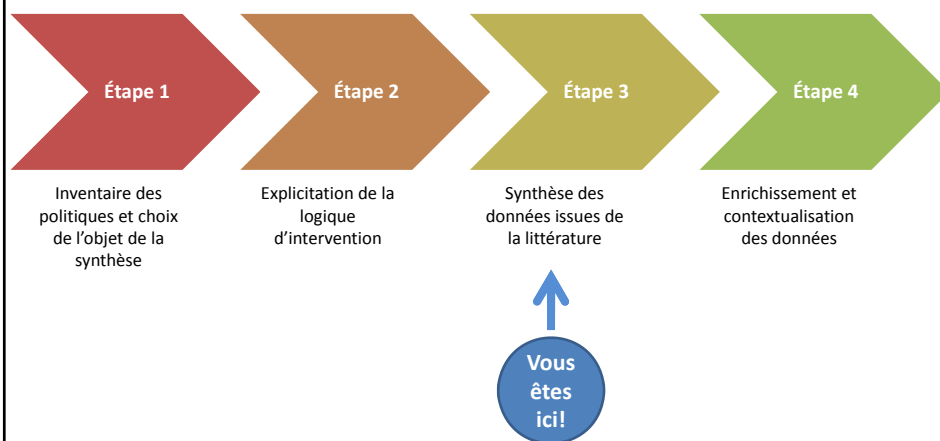 Étape 1
Étape 2
Étape 3
Étape 4
Inventaire des
politiques et choix
de l'objet de la
synthèse
Explicitation de la
logique
d'intervention
Synthèse des
données issues de
la littérature
Enrichissement et
contextualisation
des données
Vous
êtes
ici!